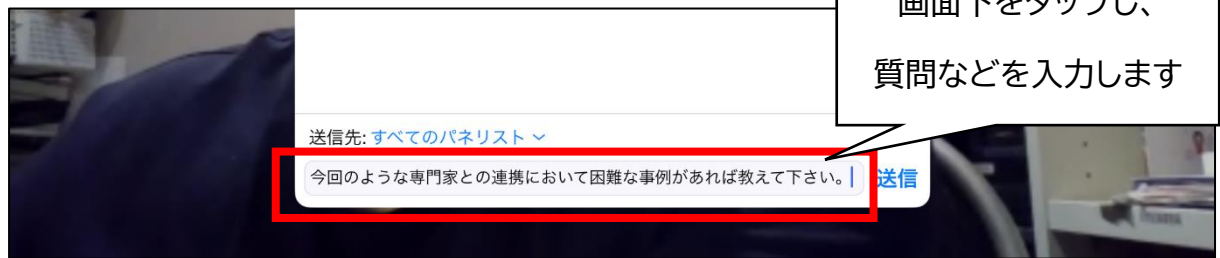 画面下をタップし、
質問などを入力します
送信先: すべてのパネリスト
今回のような専門家との連携において困難な事例があれば教えて下さい。
送信